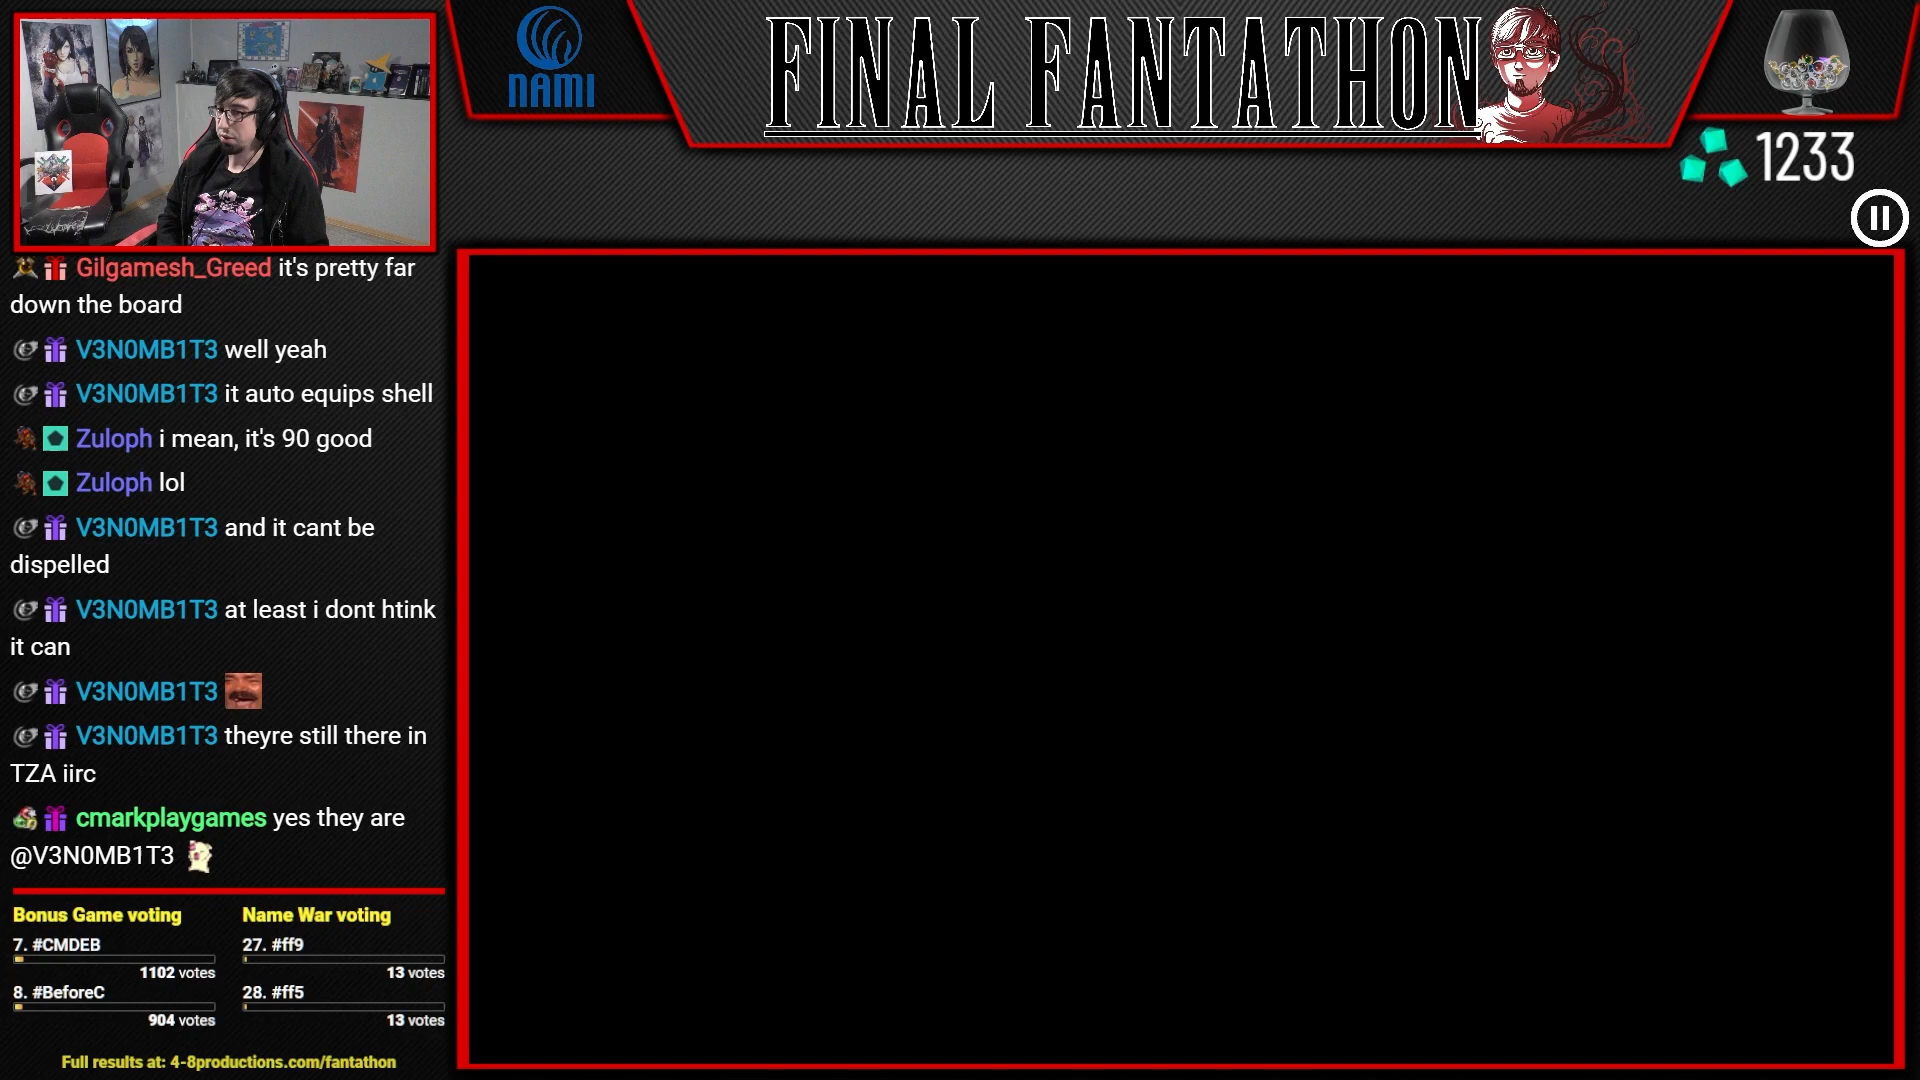 NAMI
FINAL FANTATHON
1233
Gilgamesh_Greed it's pretty far
down the board
V3N0MB1T3 well yeah
V3N0MB1T3 it auto equips shell
Zuloph i mean, it's 90 good
Zuloph lol
V3N0MB1T3 and it cant be
dispelled
V3N0MB1T3 at least i dont htink
it can
V3N0MB1T3
V3N0MB1T3 theyre still there in
TZA iirc
cmarkplaygames yes they are
@V3N0MB1T3
Bonus Game voting
7. #CMDEB
1102 votes
8. #BeforeC
904 votes
Name War voting
27. #ff9
13 votes
28. #ff5
13 votes
Full results at: 4-8productions.com/fantathon